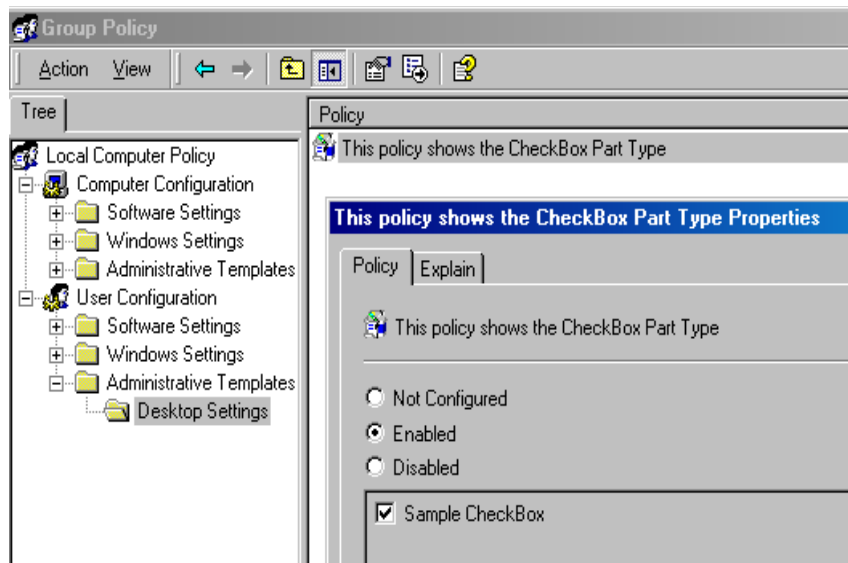 Group Policy
Action View
Tree
Policy
Local Computer Policy
This policy shows the CheckBox Part Type
Computer Configuration
Software Settings
Windows Settings
Administrative Templates
User Configuration
Software Settings
Windows Settings
Administrative Templates
Desktop Settings
This policy shows the CheckBox Part Type Properties
Policy Explain
This policy shows the CheckBox Part Type
Not Configured
Enabled
Disabled
Sample CheckBox